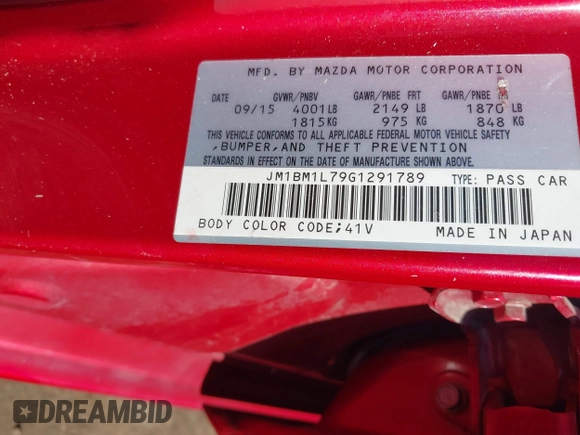 MFD. BY MAZDA MOTOR CORPORATION
DATE GVWR/PNBV GAWR/PNBE FRT GAWR/PNBE
09/15 4001LB 2149 LB 1870 LB
1815KG 975 KG 848 KG
THIS VEHICLE CONFORMS TO ALL APPLICABLE FEDERAL MOTOR VEHICLE SAFETY
,BUMPER,AND THEFT PREVENTION
STANDARDS IN EFFECT ON THE DATE OF MANUFACTURE SHOWN ABOVE.
JM1BM1L79G1291789 TYPE: PASS CAR
BODY COLOR CODE;41V MADE IN JAPAN
DREAMBID